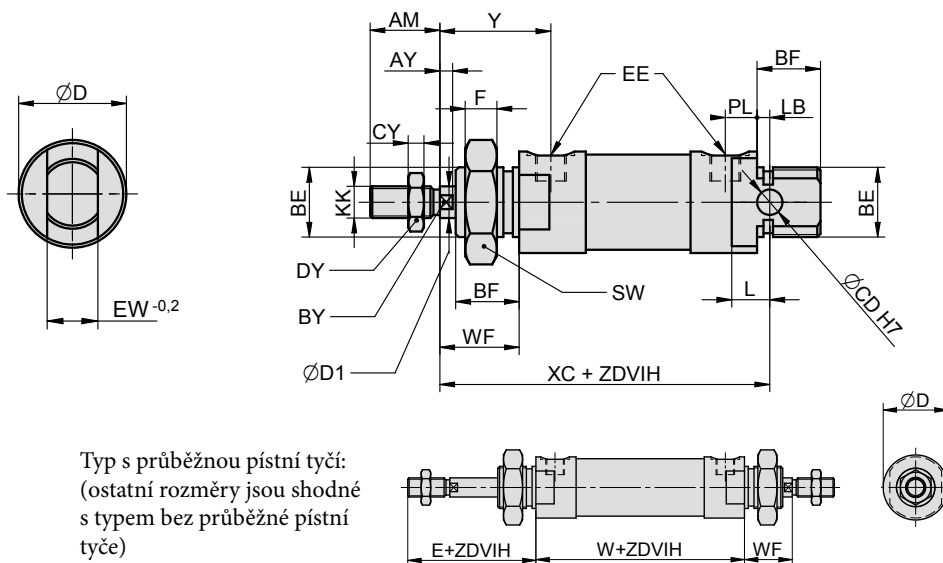 AM
Y
AY
EE
BF
ØD
F
PL
LB
CY
BE
KK
BE
DY
BF
SW
L
ØCD H7
EW -0,2
BY
WF
ØD1
XC + ZDVIH
ØD
Typ s průběžnou pístní tyčí:
(ostatní rozměry jsou shodné
s typem bez průběžné pístní
tyče)
E+ZDVIH
W+ZDVIH
WF